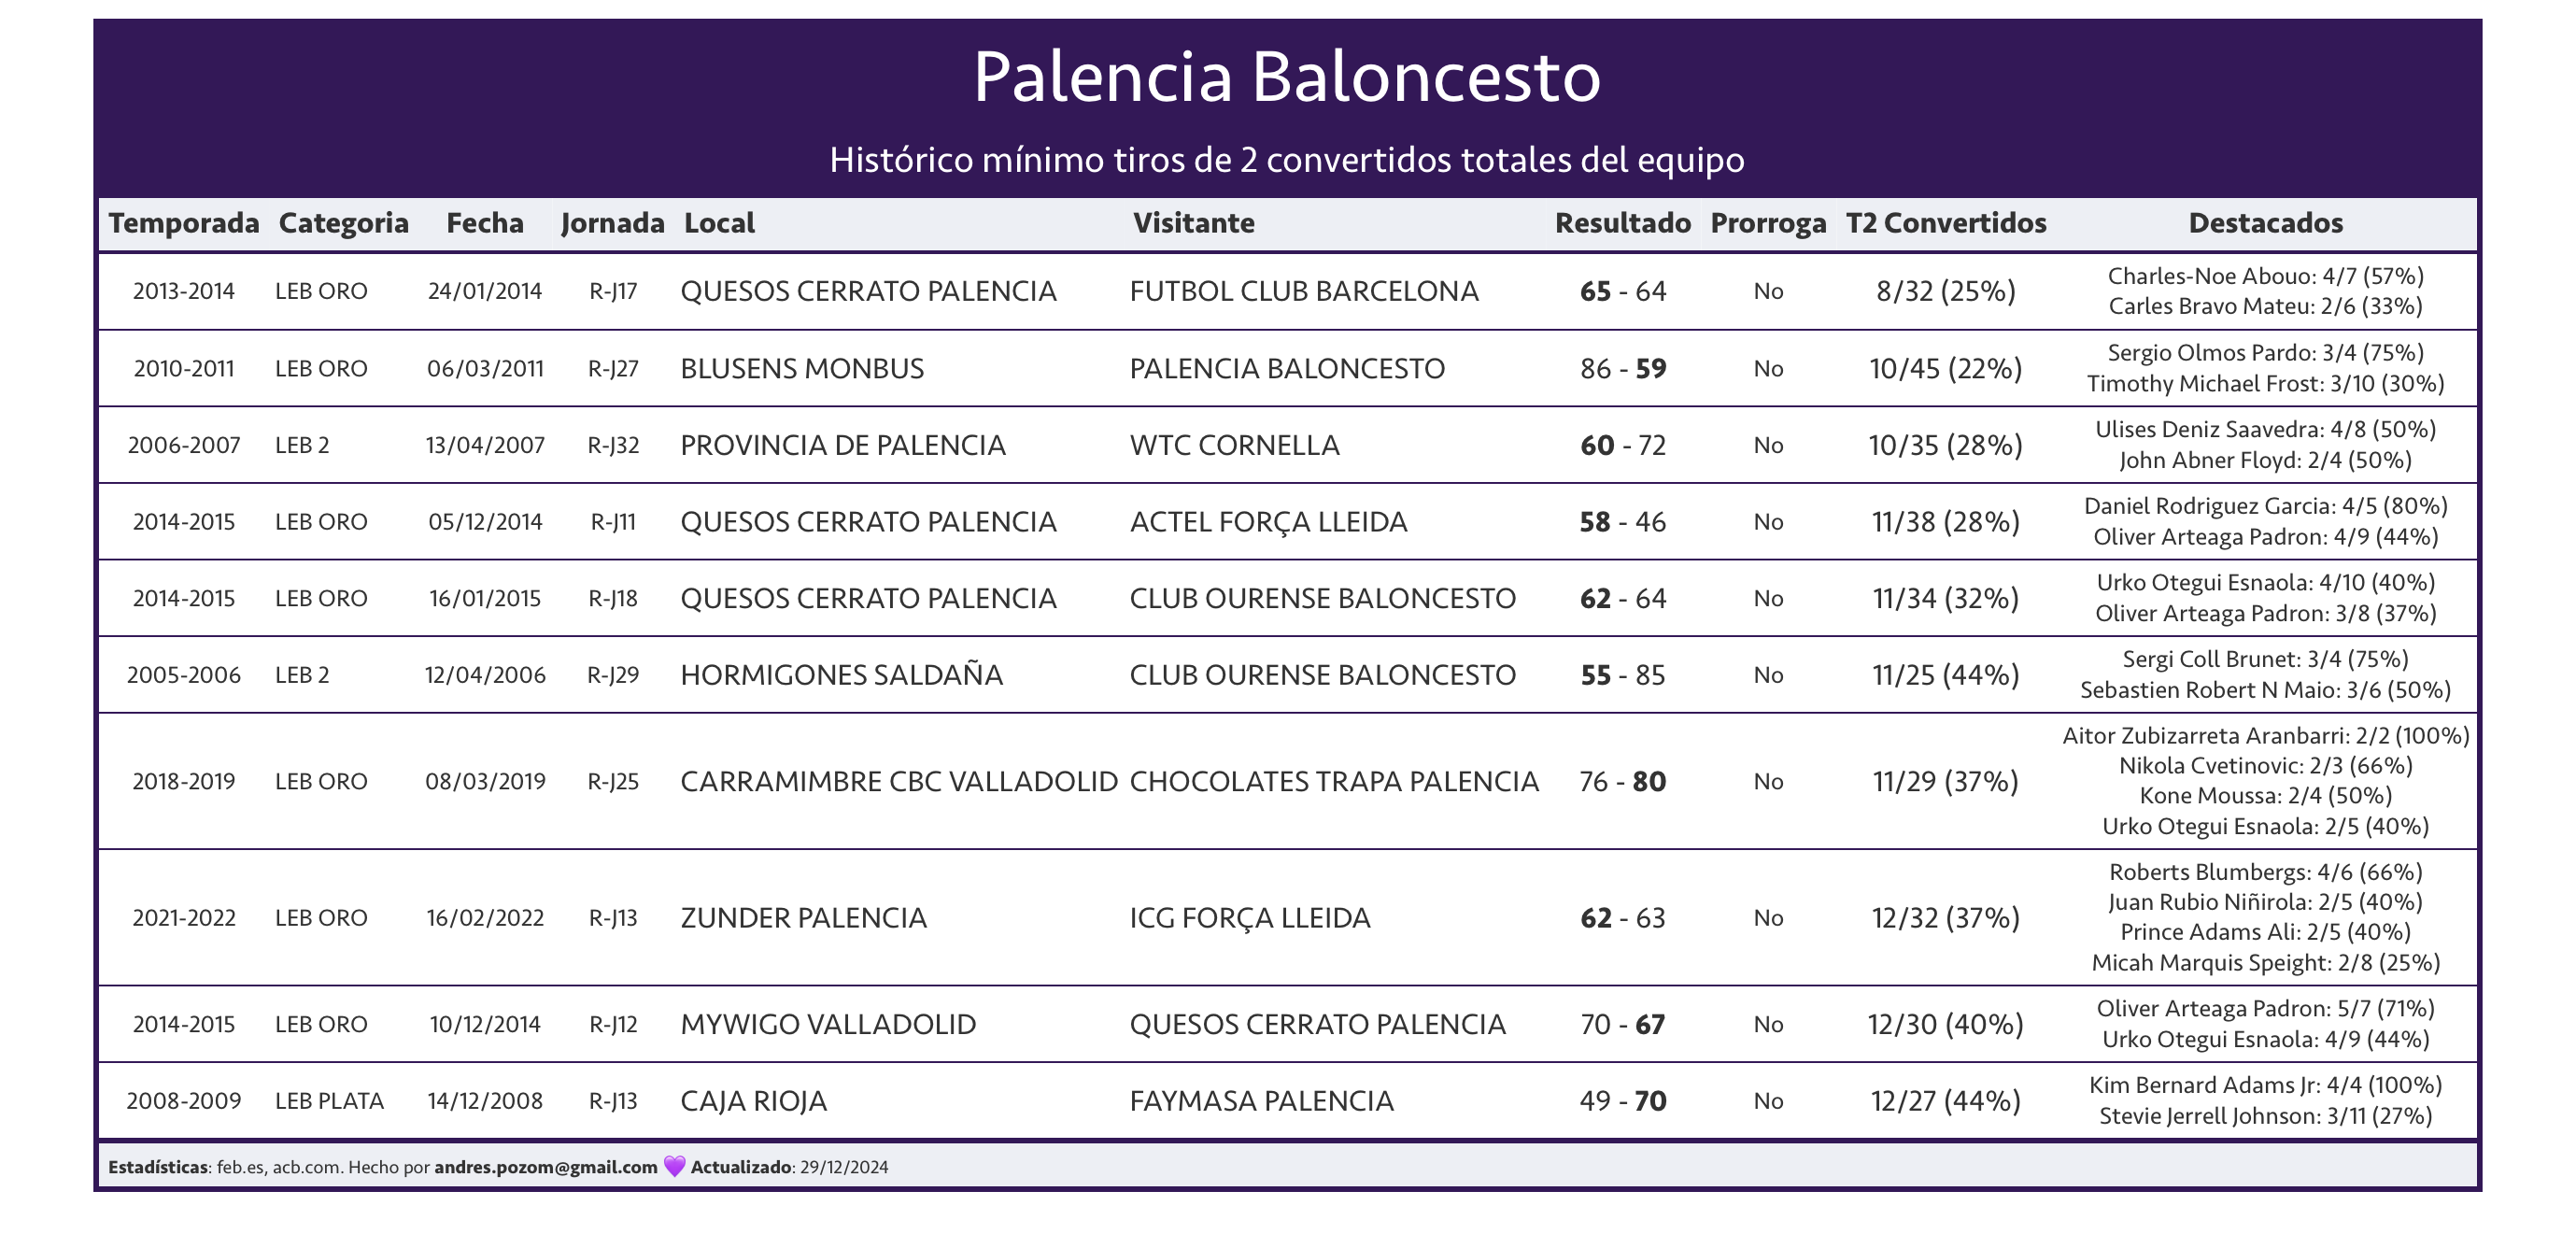 Palencia Baloncesto
Histórico mínimo tiros de 2 convertidos totales del equipo
Temporada Categoria Fecha Jornada Local Visitante Resultado Prorroga T2 Convertidos Destacados
2013-2014 LEB ORO 24/01/2014 R-J17 QUESOS CERRATO PALENCIA FUTBOL CLUB BARCELONA 65 - 64 No 8/32 (25%) Charles-Noe Abouo: 4/7 (57%)
Carles Bravo Mateu: 2/6 (33%)
2010-2011 LEB ORO 06/03/2011 R-J27 BLUSENS MONBUS PALENCIA BALONCESTO 86 - 59 No 10/45 (22%) Sergio Olmos Pardo: 3/4 (75%)
Timothy Michael Frost: 3/10 (30%)
2006-2007 LEB 2 13/04/2007 R-J32 PROVINCIA DE PALENCIA WTC CORNELLA 60 - 72 No 10/35 (28%) Ulises Deniz Saavedra: 4/8 (50%)
John Abner Floyd: 2/4 (50%)
2014-2015 LEB ORO 05/12/2014 R-J11 QUESOS CERRATO PALENCIA ACTEL FORÇA LLEIDA 58 - 46 No 11/38 (28%) Daniel Rodriguez Garcia: 4/5 (80%)
Oliver Arteaga Padron: 4/9 (44%)
2014-2015 LEB ORO 16/01/2015 R-J18 QUESOS CERRATO PALENCIA CLUB OURENSE BALONCESTO 62 - 64 No 11/34 (32%) Urko Otegui Esnaola: 4/10 (40%)
Oliver Arteaga Padron: 3/8 (37%)
2005-2006 LEB 2 12/04/2006 R-J29 HORMIGONES SALDAÑA CLUB OURENSE BALONCESTO 55 - 85 No 11/25 (44%) Sergi Coll Brunet: 3/4 (75%)
Sebastien Robert N Maio: 3/6 (50%)
2018-2019 LEB ORO 08/03/2019 R-J25 CARRAMIMBRE CBC VALLADOLID CHOCOLATES TRAPA PALENCIA 76 - 80 No 11/29 (37%) Aitor Zubizarreta Aranbarri: 2/2 (100%)
Nikola Cvetinovic: 2/3 (66%)
Kone Moussa: 2/4 (50%)
Urko Otegui Esnaola: 2/5 (40%)
2021-2022 LEB ORO 16/02/2022 R-J13 ZUNDER PALENCIA ICG FORÇA LLEIDA 62 - 63 No 12/32 (37%) Roberts Blumbergs: 4/6 (66%)
Juan Rubio Niñirola: 2/5 (40%)
Prince Adams Ali: 2/5 (40%)
Micah Marquis Speight: 2/8 (25%)
2014-2015 LEB ORO 10/12/2014 R-J12 MYWIGO VALLADOLID QUESOS CERRATO PALENCIA 70 - 67 No 12/30 (40%) Oliver Arteaga Padron: 5/7 (71%)
Urko Otegui Esnaola: 4/9 (44%)
2008-2009 LEB PLATA 14/12/2008 R-J13 CAJA RIOJA FAYMASA PALENCIA 49 - 70 No 12/27 (44%) Kim Bernard Adams Jr: 4/4 (100%)
Stevie Jerrell Johnson: 3/11 (27%)
Estadísticas: feb.es, acb.com. Hecho por andres.pozom@gmail.com 💜 Actualizado: 29/12/2024